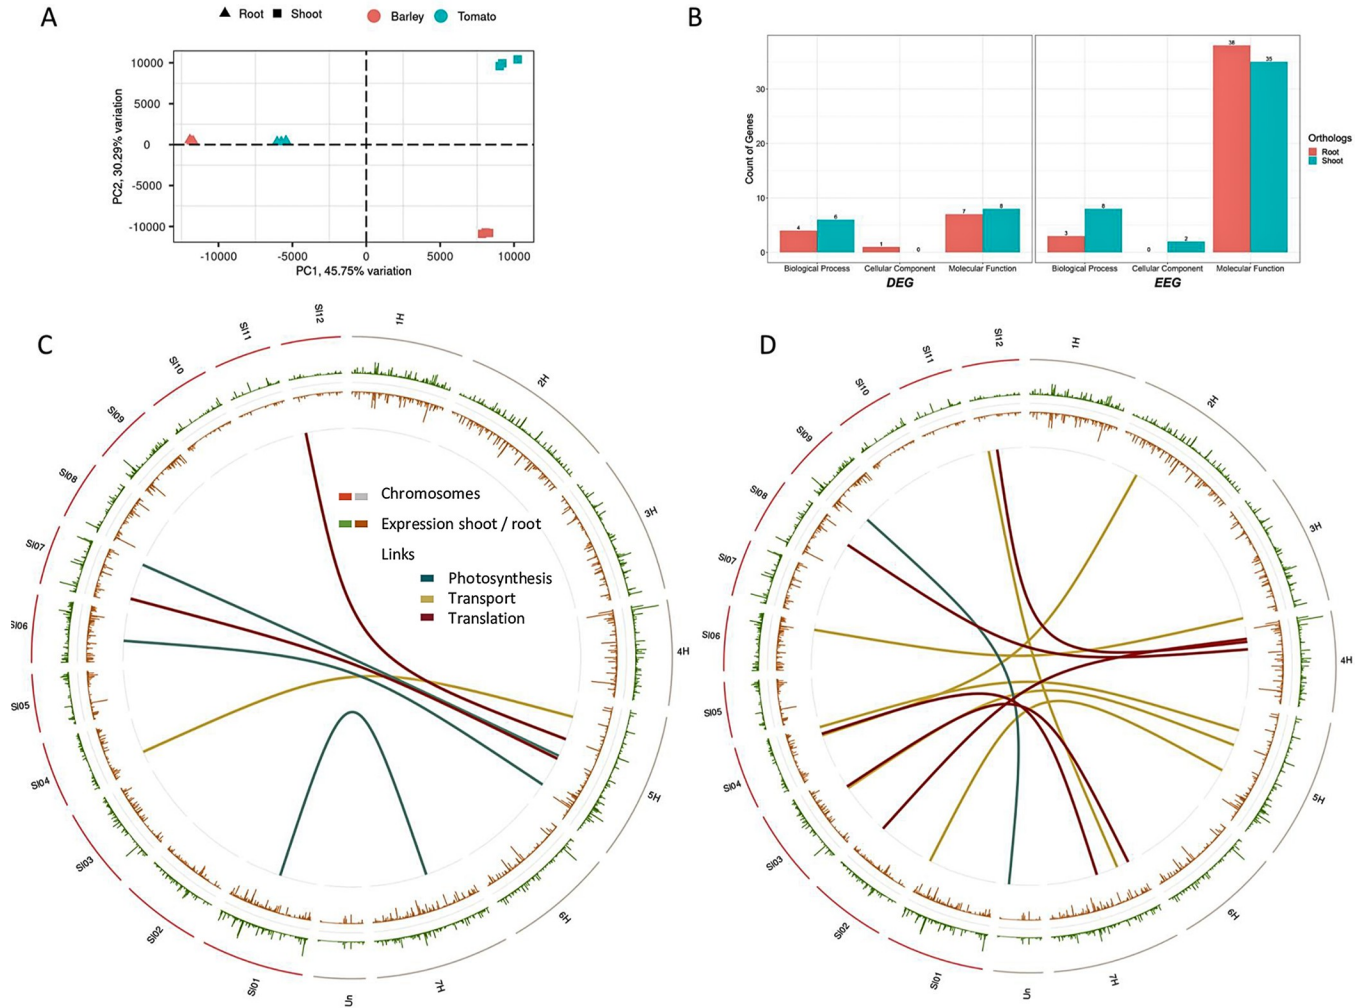 A
Root Shoot Barley Tomato
10000
5000
0
-5000
-10000
PC2, 30.29% variation
-10000 -5000 0 5000 10000
PC1, 45.75% variation
B
Count of Genes
30
20
10
0
4 6 1 0 7 8
3 8 0 2 38 35
Biological Process Cellular Component Molecular Function
Biological Process Cellular Component Molecular Function
DEG
EEG
Orthologs
Root
Shoot
C
Sl12
1H
2H
3H
4H
5H
6H
7H
Un
Sl01
Sl02
Sl03
Sl04
Sl05
Sl06
Sl07
Sl08
Sl09
Sl10
Sl11
Chromosomes
Expression shoot / root
Links
Photosynthesis
Transport
Translation
D
Sl12
1H
2H
3H
4H
5H
6H
7H
Un
Sl01
Sl02
Sl03
Sl04
Sl05
Sl06
Sl07
Sl08
Sl09
Sl10
Sl11